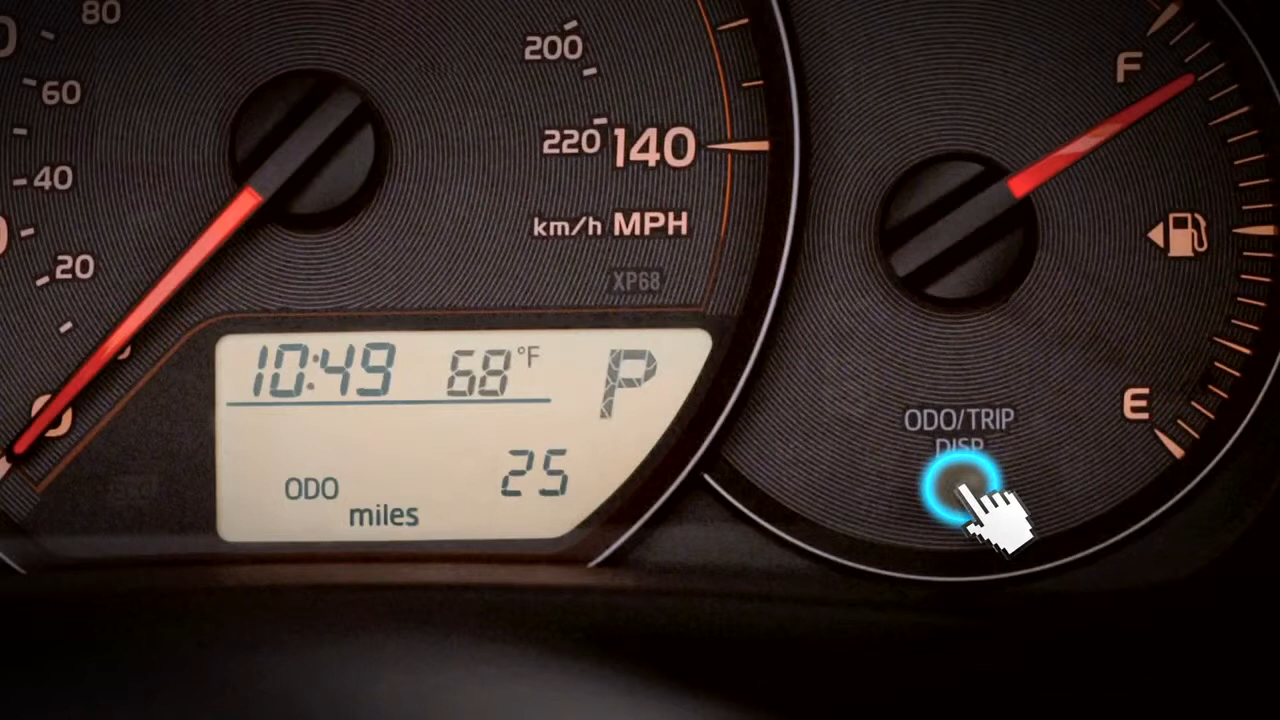 80
60
40
20
0
200
220 140
km/h MPH
XP68
10:49 68°F P
ODO 25
miles
F
E
ODO/TRIP
DISP